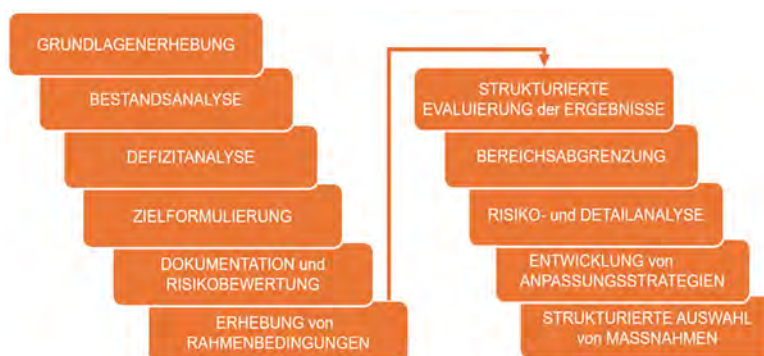 GRUNDLAGENERHEBUNG
BESTANDSANALYSE
DEFIZITANALYSE
ZIELFORMULIERUNG
DOKUMENTATION und
RISIKOBEWERTUNG
ERHEBUNG von
RAHMENBEDINGUNGEN
STRUKTURIERTE
EVALUIERUNG der ERGEBNISSE
BEREICHSABGRENZUNG
RISIKO- und DETAILANALYSE
ENTWICKLUNG von
ANPASSUNGSSTRATEGIEN
STRUKTURIERTE AUSWAHL
von MASSNAHMEN